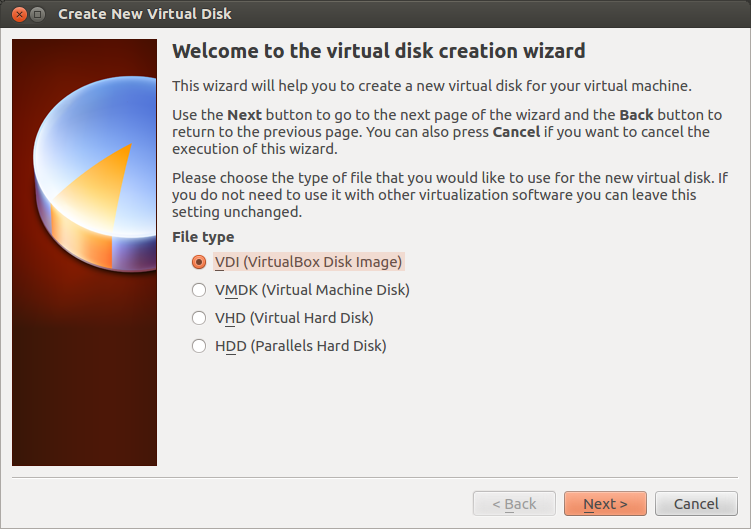 Create New Virtual Disk
Welcome to the virtual disk creation wizard
This wizard will help you to create a new virtual disk for your virtual machine.
Use the Next button to go to the next page of the wizard and the Back button to
return to the previous page. You can also press Cancel if you want to cancel the
execution of this wizard.
Please choose the type of file that you would like to use for the new virtual disk. If
you do not need to use it with other virtualization software you can leave this
setting unchanged.
File type
VDI (VirtualBox Disk Image)
VMDK (Virtual Machine Disk)
VHD (Virtual Hard Disk)
HDD (Parallels Hard Disk)
< Back Next > Cancel